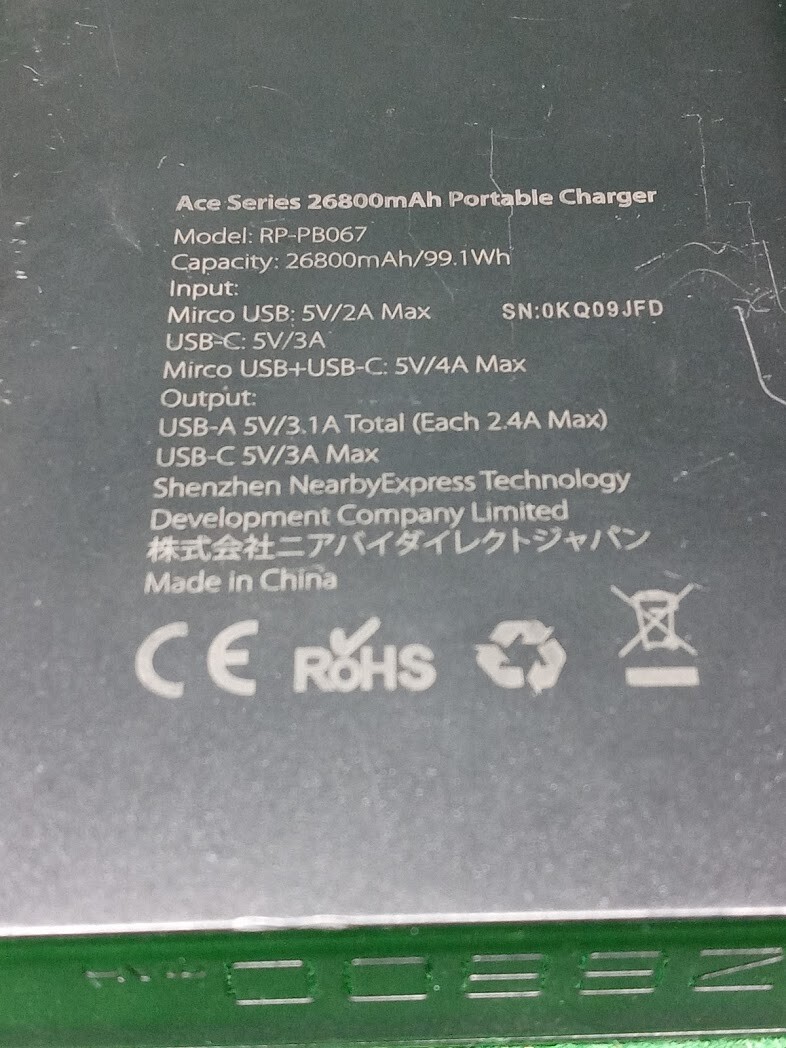 Ace Series 26800mAh Portable Charger
Model: RP-PB067
Capacity: 26800mAh/99.1Wh
Input:
Mirco USB: 5V/2A Max SN:0KQ09JFD
USB-C: 5V/3A
Mirco USB+USB-C: 5V/4A Max
Output:
USB-A 5V/3.1A Total (Each 2.4A Max)
USB-C 5V/3A Max
Shenzhen NearbyExpress Technology
Development Company Limited
株式会社ニアバイダイレクトジャパン
Made in China
CE RoHS